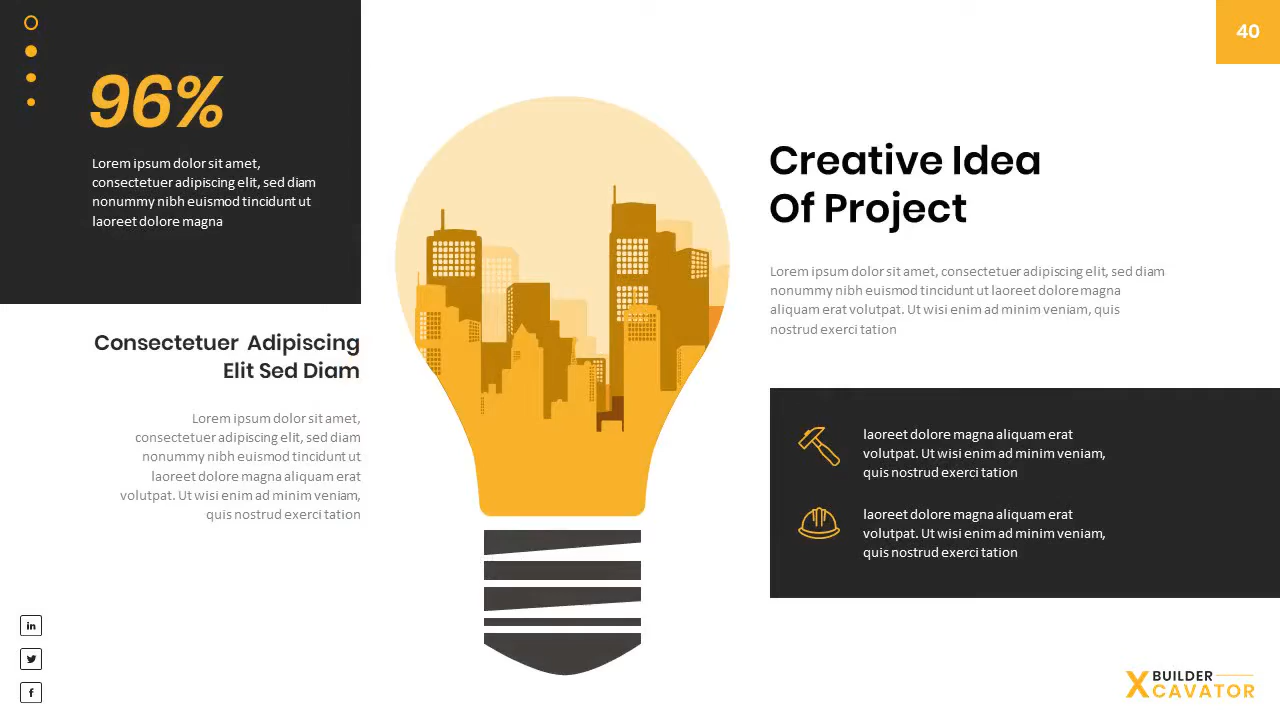 40
96%
Lorem ipsum dolor sit amet,
consectetuer adipiscing elit, sed diam
nonummy nibh euismod tincidunt ut
laoreet dolore magna
Consectetuer Adipiscing
Elit Sed Diam
Lorem ipsum dolor sit amet,
consectetuer adipiscing elit, sed diam
nonummy nibh euismod tincidunt ut
laoreet dolore magna aliquam erat
volutpat. Ut wisi enim ad minim veniam,
quis nostrud exerci tation
Creative Idea
Of Project
Lorem ipsum dolor sit amet, consectetuer adipiscing elit, sed diam
nonummy nibh euismod tincidunt ut laoreet dolore magna
aliquam erat volutpat. Ut wisi enim ad minim veniam, quis
nostrud exerci tation
laoreet dolore magna aliquam erat
volutpat. Ut wisi enim ad minim veniam,
quis nostrud exerci tation
laoreet dolore magna aliquam erat
volutpat. Ut wisi enim ad minim veniam,
quis nostrud exerci tation
in
f
BUILDER
XCAVATOR